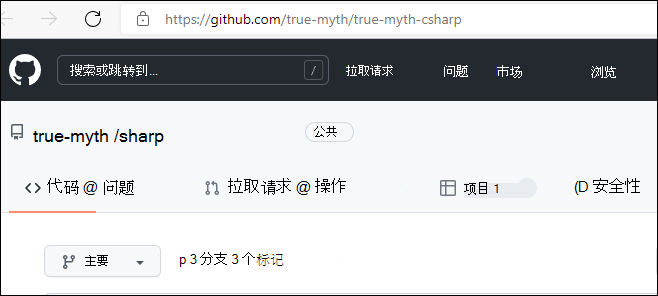 https://github.com/true-myth/true-myth-csharp
搜索或跳转到... / 拉取请求 问题 市场 浏览
true-myth /sharp 公共
<> 代码 @ 问题 拉取请求 @ 操作 项目 1 (D 安全性
主要 p 3 分支 3 个标记